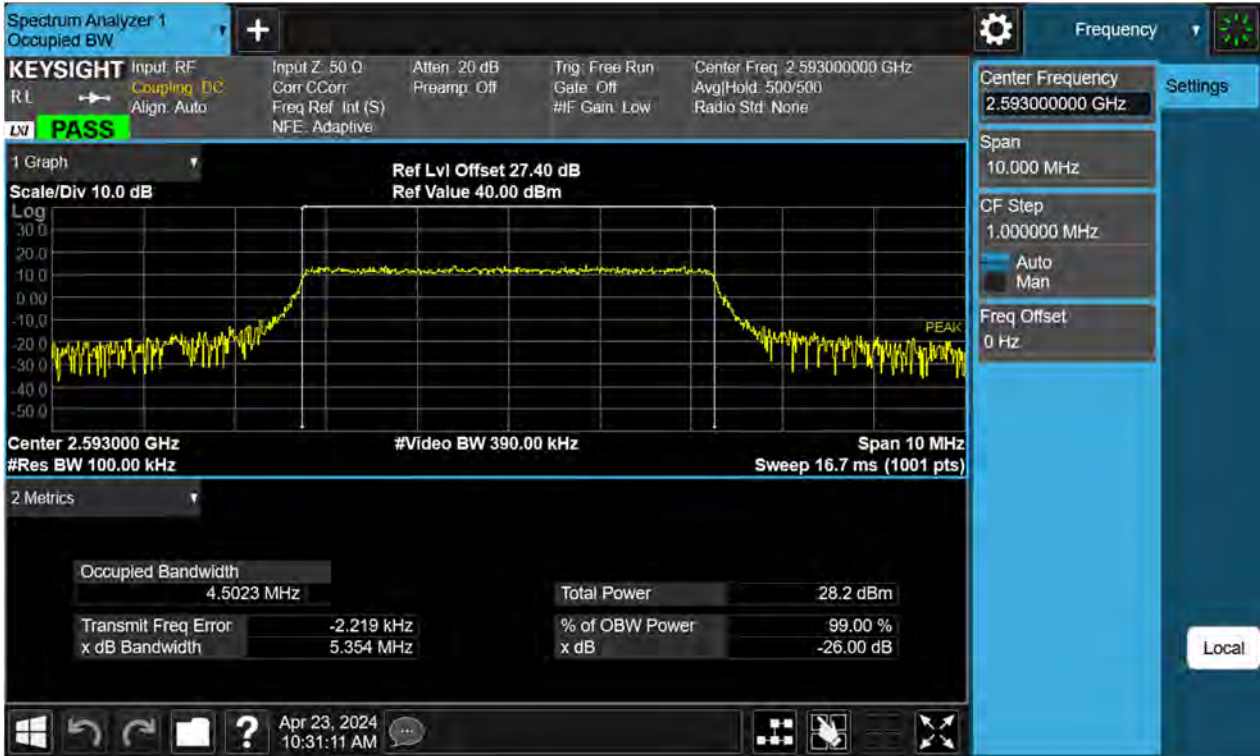 Spectrum Analyzer 1
Occupied BW
+
Frequency
KEYSIGHT
R L
LXI
PASS
Input: RF
Coupling: DC
Align: Auto
Input Z: 50 Ω
Corr CCorr
Freq Ref: Int (S)
NFE: Adaptive
Atten: 20 dB
Preamp: Off
Trig: Free Run
Gate: Off
#IF Gain: Low
Center Freq: 2.593000000 GHz
Avg|Hold: 500/500
Radio Std: None
1 Graph
Scale/Div 10.0 dB
Ref Lvl Offset 27.40 dB
Ref Value 40.00 dBm
Log
30.0
20.0
10.0
0.00
-10.0
-20.0
-30.0
-40.0
-50.0
PEAK
Center 2.593000 GHz
#Video BW 390.00 kHz
Span 10 MHz
#Res BW 100.00 kHz
Sweep 16.7 ms (1001 pts)
2 Metrics
Occupied Bandwidth
4.5023 MHz
Total Power 28.2 dBm
Transmit Freq Error -2.219 kHz
% of OBW Power 99.00 %
x dB Bandwidth 5.354 MHz
x dB -26.00 dB
Center Frequency
2.593000000 GHz
Settings
Span
10.000 MHz
CF Step
1.000000 MHz
Auto
Man
Freq Offset
0 Hz
Local
?
Apr 23, 2024
10:31:11 AM